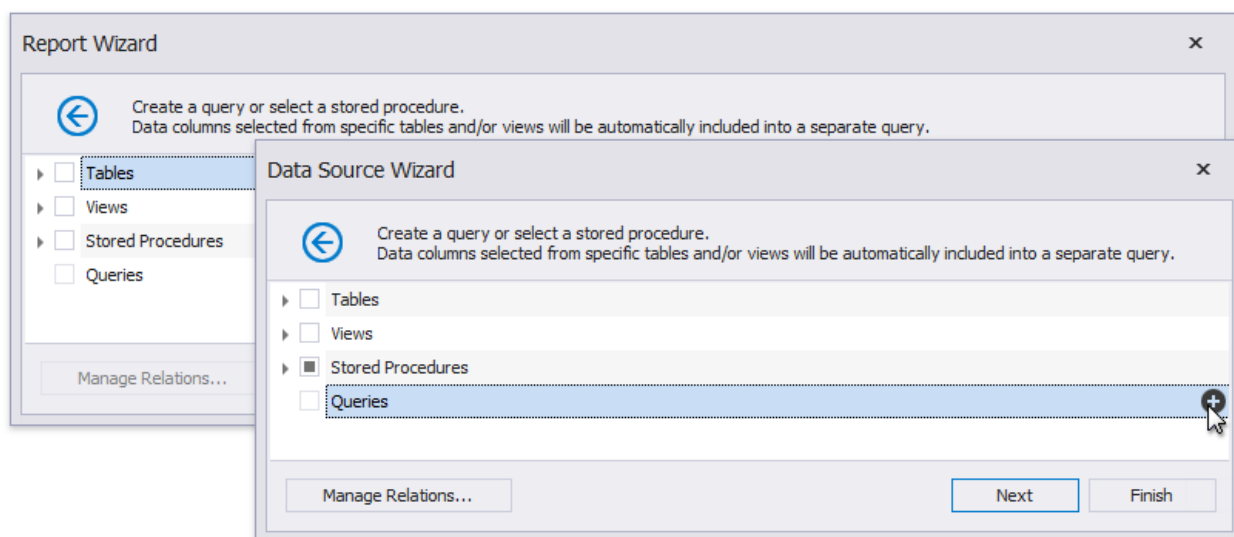 Report Wizard
Create a query or select a stored procedure.
Data columns selected from specific tables and/or views will be automatically included into a separate query.
Tables
Views
Stored Procedures
Queries
Manage Relations...
Data Source Wizard
Create a query or select a stored procedure.
Data columns selected from specific tables and/or views will be automatically included into a separate query.
Tables
Views
Stored Procedures
Queries
Manage Relations...
Next
Finish